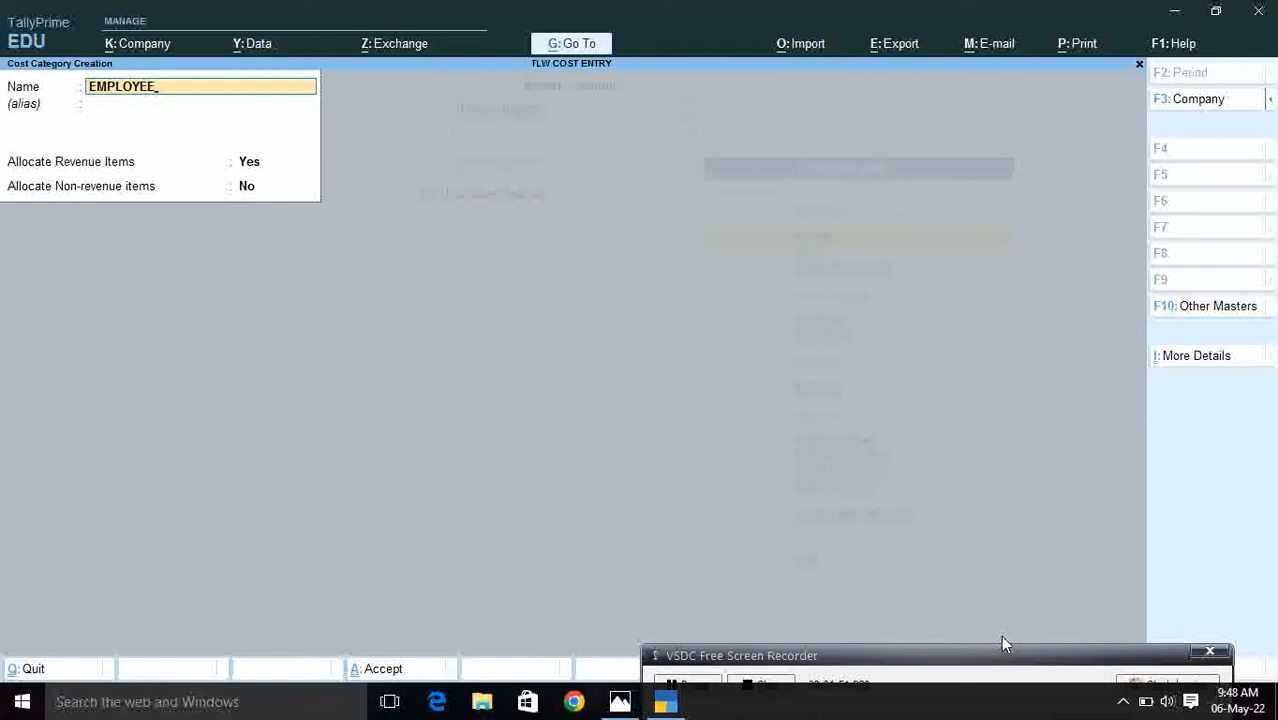 TallyPrime
EDU
MANAGE
K: Company
Y: Data
Z: Exchange
G: Go To
O: Import
E: Export
M: E-mail
P: Print
F1: Help
Cost Category Creation
TLW COST ENTRY
Name : EMPLOYEE
(alias) :
Allocate Revenue Items : Yes
Allocate Non-revenue items : No
F2: Period
F3: Company
F4
F5
F6
F7
F8
F9
F10: Other Masters
I: More Details
Q: Quit
A: Accept
VSDC Free Screen Recorder
Search the web and Windows
9:48 AM
06-May-22